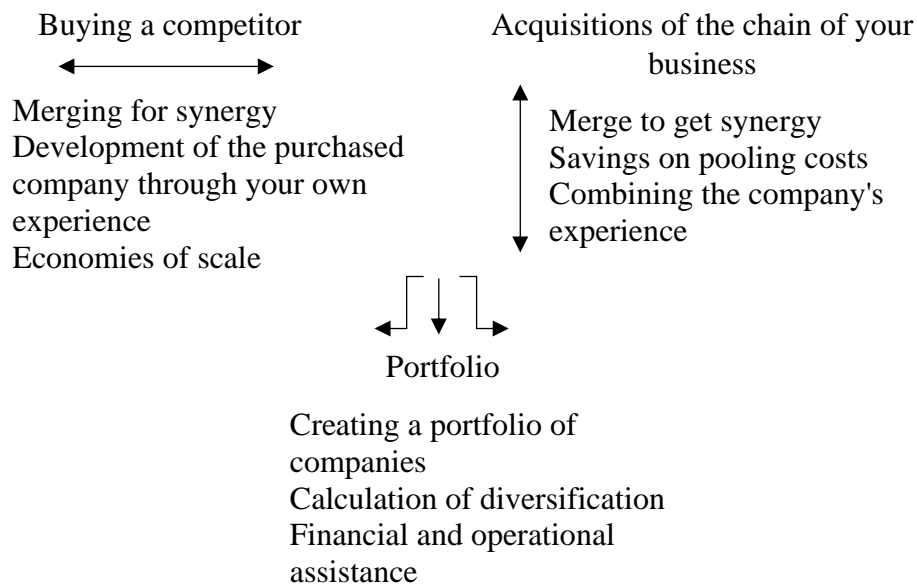 Buying a competitor
Merging for synergy
Development of the purchased
company through your own
experience
Economies of scale
Acquisitions of the chain of your
business
Merge to get synergy
Savings on pooling costs
Combining the company's
experience
Portfolio
Creating a portfolio of
companies
Calculation of diversification
Financial and operational
assistance